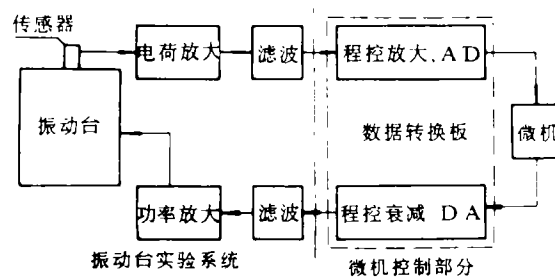 传感器
电荷放大
滤波
程控放大、AD
振动台
数据转换板
微机
功率放大
滤波
程控衰减 DA
振动台实验系统
微机控制部分